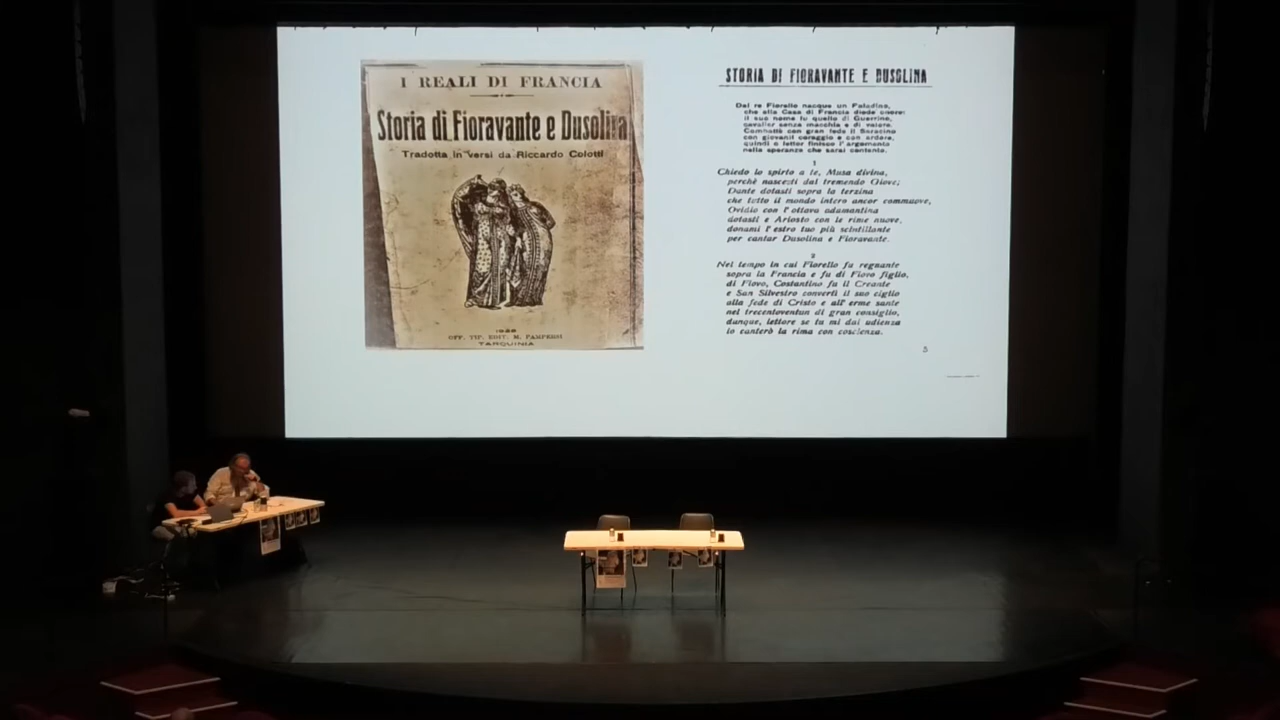 I REALI DI FRANCIA
Storia di Fioravante e Dusolina
Tradotta in versi da Riccardo Colotti
OFF. TIP. EDIT. M. PAMPERSI
TARQUINIA
STORIA DI FIORAVANTE E DUSOLINA
Dal re Fiorello nacque un Paladino,
che alla Casa di Francia diede onore:
il suo nome fu quello di Guerrino,
cavalier senza macchia e di valore.
Combattè con gran fede il Saracino
con giovanil coraggio e con ardore,
quindi o letter finisco l'argomento
nella speranza che sarai contento.
1
Chiedo lo spirto a te, Musa divina,
perchè nascesti dal tremendo Giove;
Dante dotasti sopra la terzina
che tutto il mondo intero ancor commuove,
Ovidio con l'ottava adamantina
dotasti e Ariosto con le rime nuove,
donami l'estro tuo più scintillante
per cantar Dusolina e Fioravante.
2
Nel tempo in cui Fiorello fu regnante
sopra la Francia e fu di Fiovo figlio,
di Fiovo, Costantino fu il Creante
e San Silvestro convertì il suo ciglio
alla fede di Cristo e all'erme sante
nel trecentoventun di gran consiglio,
dunque, lettore se tu mi dai udienza
io canterò la rima con coscienza.